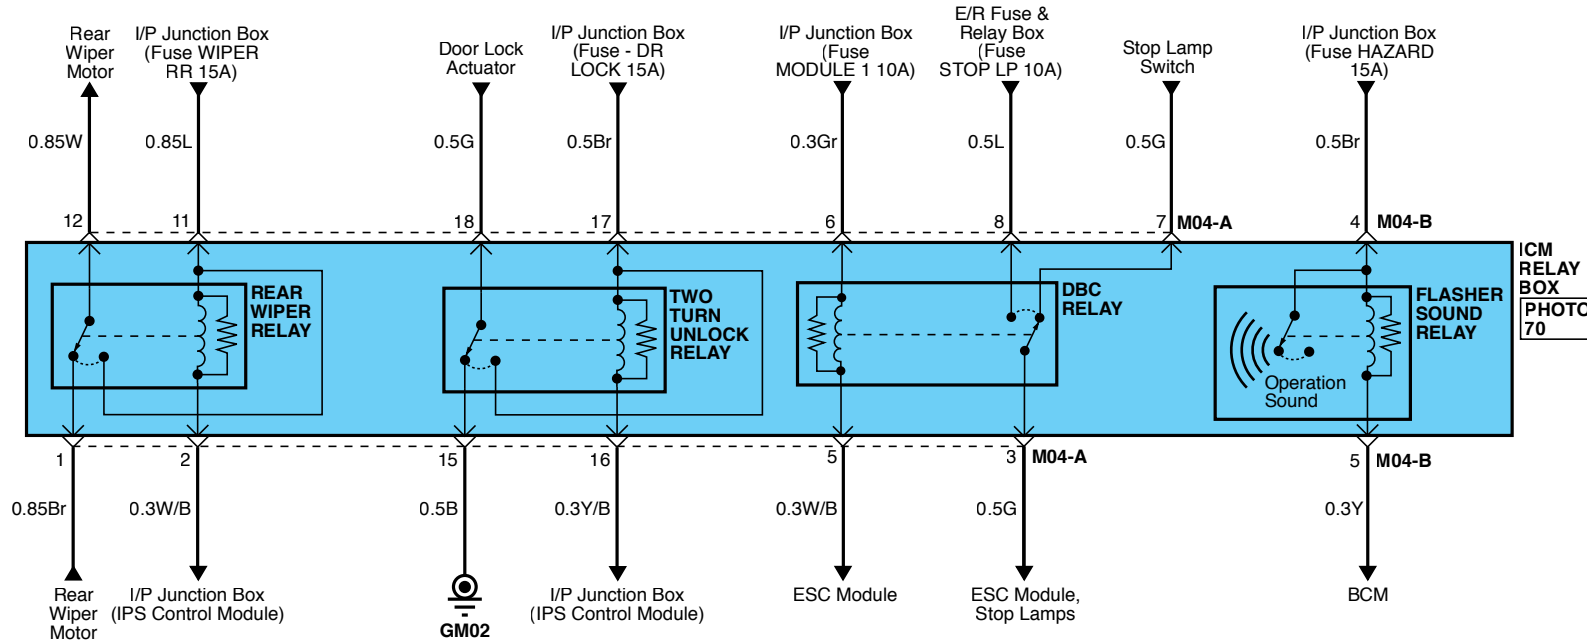 Rear
Wiper
Motor
I/P Junction Box
(Fuse WIPER
RR 15A)
Door Lock
Actuator
I/P Junction Box
(Fuse - DR
LOCK 15A)
I/P Junction Box
(Fuse
MODULE 1 10A)
E/R Fuse &
Relay Box
(Fuse
STOP LP 10A)
Stop Lamp
Switch
I/P Junction Box
(Fuse HAZARD
15A)
0.85W
0.85L
0.5G
0.5Br
0.3Gr
0.5L
0.5G
0.5Br
12
11
18
17
6
8
7
M04-A
4
M04-B
REAR
WIPER
RELAY
TWO
TURN
UNLOCK
RELAY
DBC
RELAY
FLASHER
SOUND
RELAY
Operation
Sound
ICM
RELAY
BOX
PHOTO
70
1
2
15
16
5
3
M04-A
5
M04-B
0.85Br
0.3W/B
0.5B
0.3Y/B
0.3W/B
0.5G
0.3Y
Rear
Wiper
Motor
I/P Junction Box
(IPS Control Module)
GM02
I/P Junction Box
(IPS Control Module)
ESC Module
ESC Module,
Stop Lamps
BCM